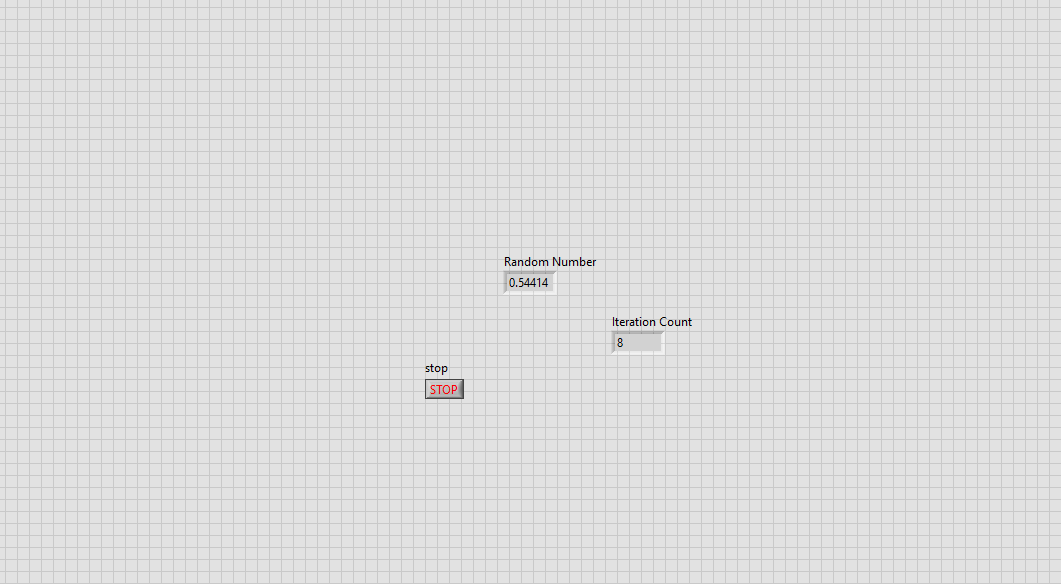 Random Number
0.54414
Iteration Count
8
stop
STOP